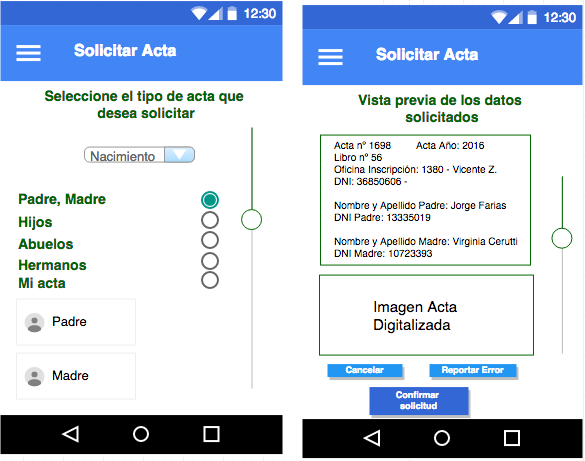 12:30
Solicitar Acta
Seleccione el tipo de acta que
desea solicitar
Nacimiento
Padre, Madre
Hijos
Abuelos
Hermanos
Mi acta
Padre
Madre
12:30
Solicitar Acta
Vista previa de los datos
solicitados
Acta nº 1698 Acta Año: 2016
Libro nº 56
Oficina Inscripción: 1380 - Vicente Z.
DNI: 36850606 -
Nombre y Apellido Padre: Jorge Farias
DNI Padre: 13335019
Nombre y Apellido Madre: Virginia Cerutti
DNI Madre: 10723393
Imagen Acta
Digitalizada
Cancelar Reportar Error
Confirmar
solicitud